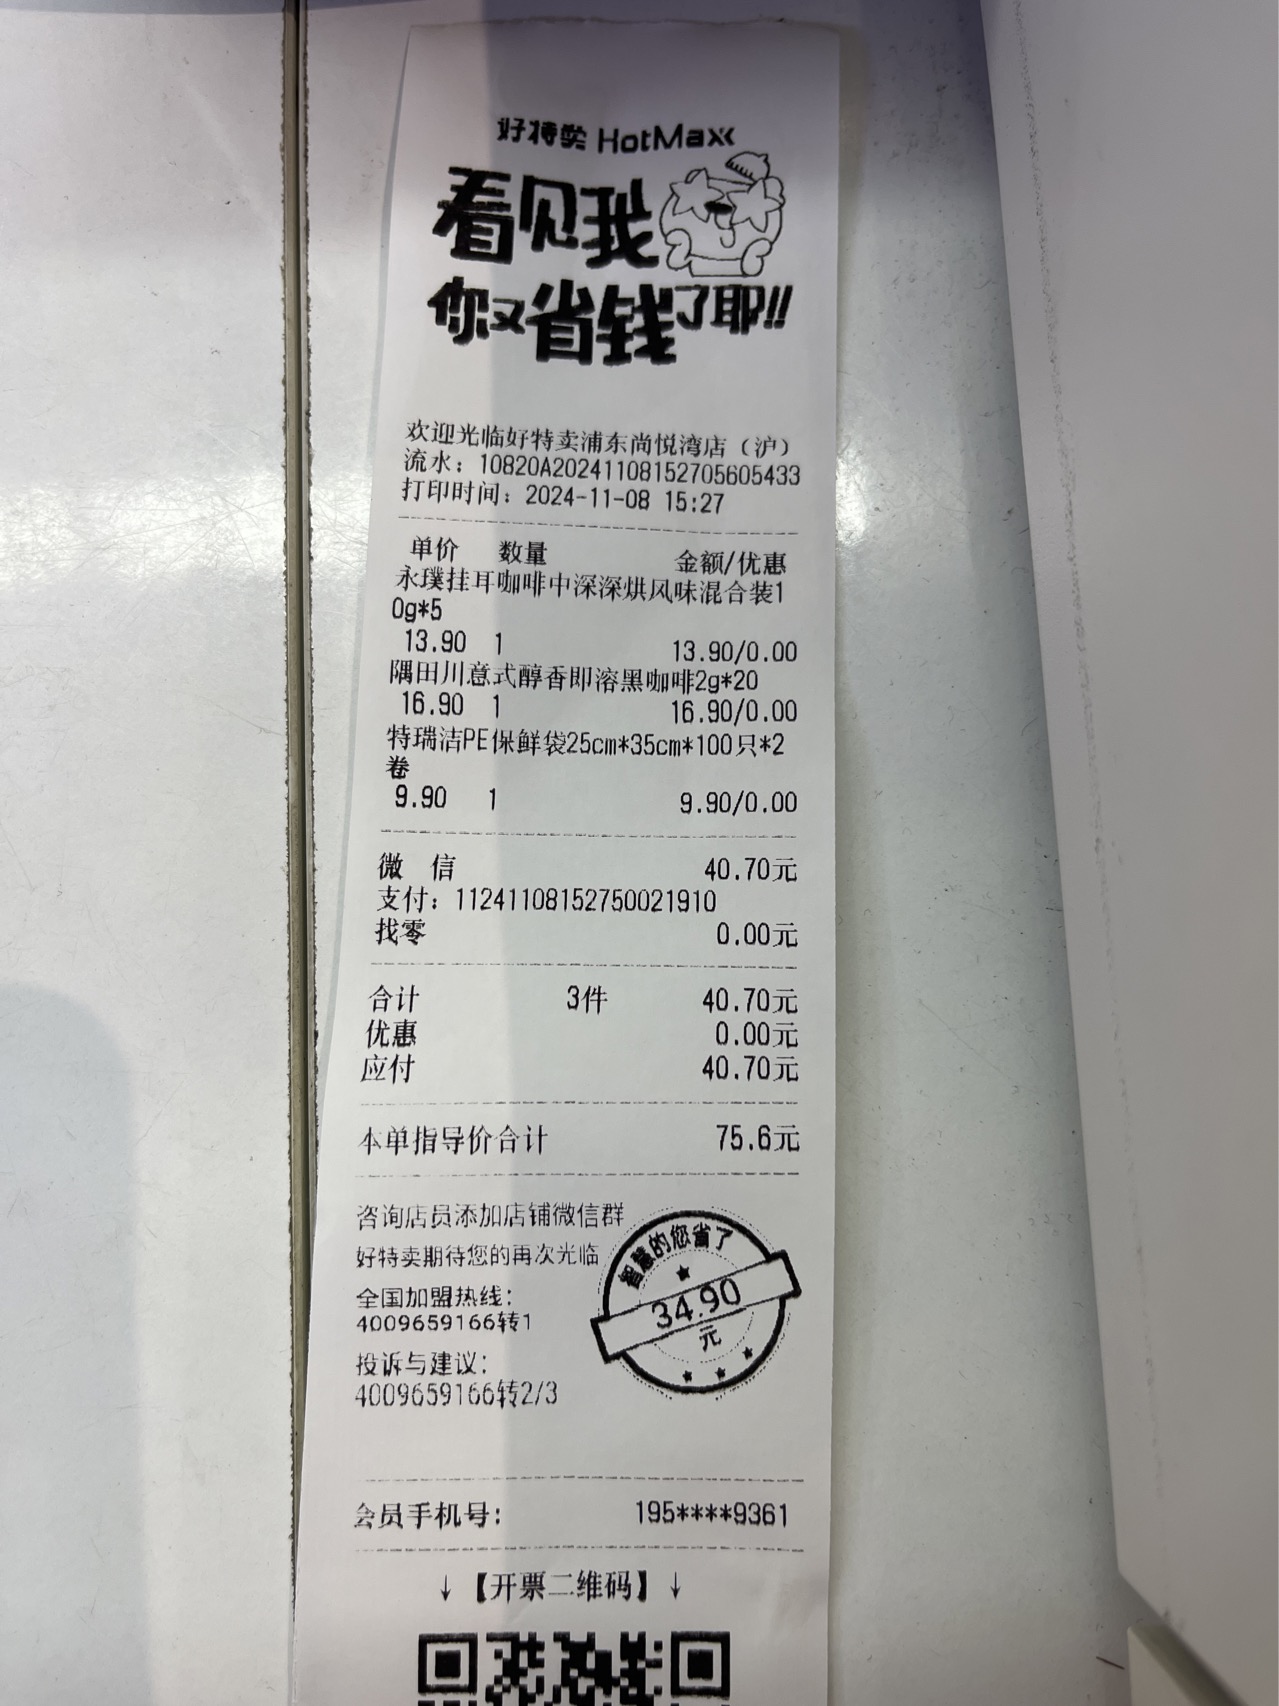 好特卖 HotMaxx
看见我
你又省钱了耶!!
欢迎光临好特卖浦东尚悦湾店（沪）
流水：10820A20241108152705605433
打印时间：2024-11-08 15:27
单价 数量 金额/优惠
永璞挂耳咖啡中深深烘风味混合装1
0g*5
13.90 1 13.90/0.00
隅田川意式醇香即溶黑咖啡2g*20
16.90 1 16.90/0.00
特瑞洁PE保鲜袋25cm*35cm*100只*2
卷
9.90 1 9.90/0.00
微 信 40.70元
支付：11241108152750021910
找零 0.00元
合计 3件 40.70元
优惠 0.00元
应付 40.70元
本单指导价合计 75.6元
咨询店员添加店铺微信群
好特卖期待您的再次光临
全国加盟热线：
4009659166转1
投诉与建议：
4009659166转2/3
智慧的您省了
34.90
元
会员手机号： 195****9361
↓【开票二维码】↓